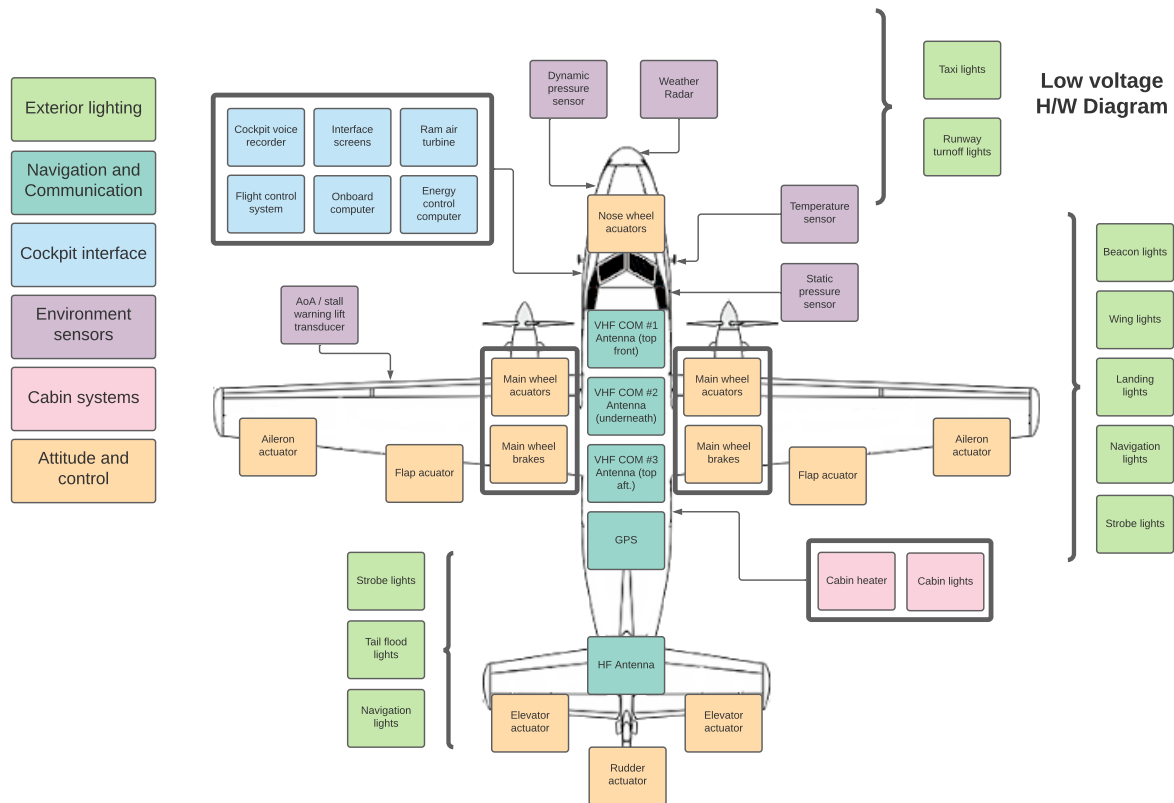 Low voltage
H/W Diagram
Exterior lighting
Navigation and
Communication
Cockpit interface
Environment
sensors
Cabin systems
Attitude and
control
Cockpit voice
recorder
Interface
screens
Ram air
turbine
Flight control
system
Onboard
computer
Energy
control
computer
Dynamic
pressure
sensor
Weather
Radar
Taxi lights
Runway
turnoff lights
Nose wheel
acuators
Temperature
sensor
Static
pressure
sensor
AoA / stall
warning lift
transducer
VHF COM #1
Antenna (top
front)
VHF COM #2
Antenna
(underneath)
VHF COM #3
Antenna (top
aft.)
GPS
Main wheel
acuators
Main wheel
brakes
Main wheel
acuators
Main wheel
brakes
Aileron
actuator
Flap acuator
Flap acuator
Aileron
actuator
Beacon lights
Wing lights
Landing
lights
Navigation
lights
Strobe lights
Cabin heater
Cabin lights
Strobe lights
Tail flood
lights
Navigation
lights
HF Antenna
Elevator
actuator
Elevator
actuator
Rudder
actuator